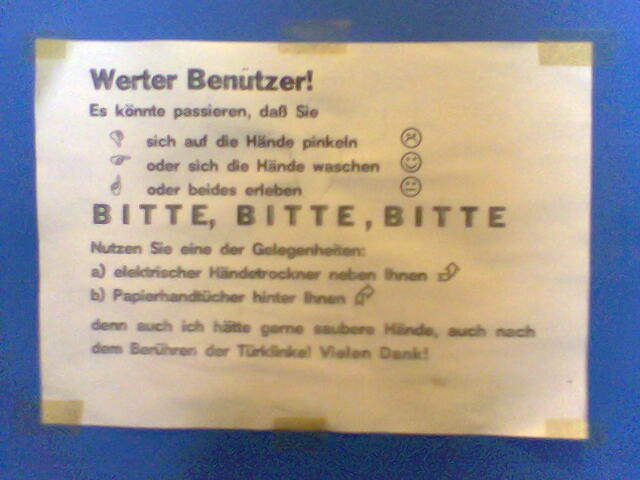 Werter Benutzer!
Es könnte passieren, daß Sie
sich auf die Hände pinkeln
oder sich die Hände waschen
oder beides erleben
BITTE, BITTE, BITTE
Nutzen Sie eine der Gelegenheiten:
a) elektrischer Händetrockner neben Ihnen
b) Papierhandtücher hinter Ihnen
denn auch ich hätte gerne saubere Hände, auch nach
dem Berühren der Türklinke! Vielen Dank!